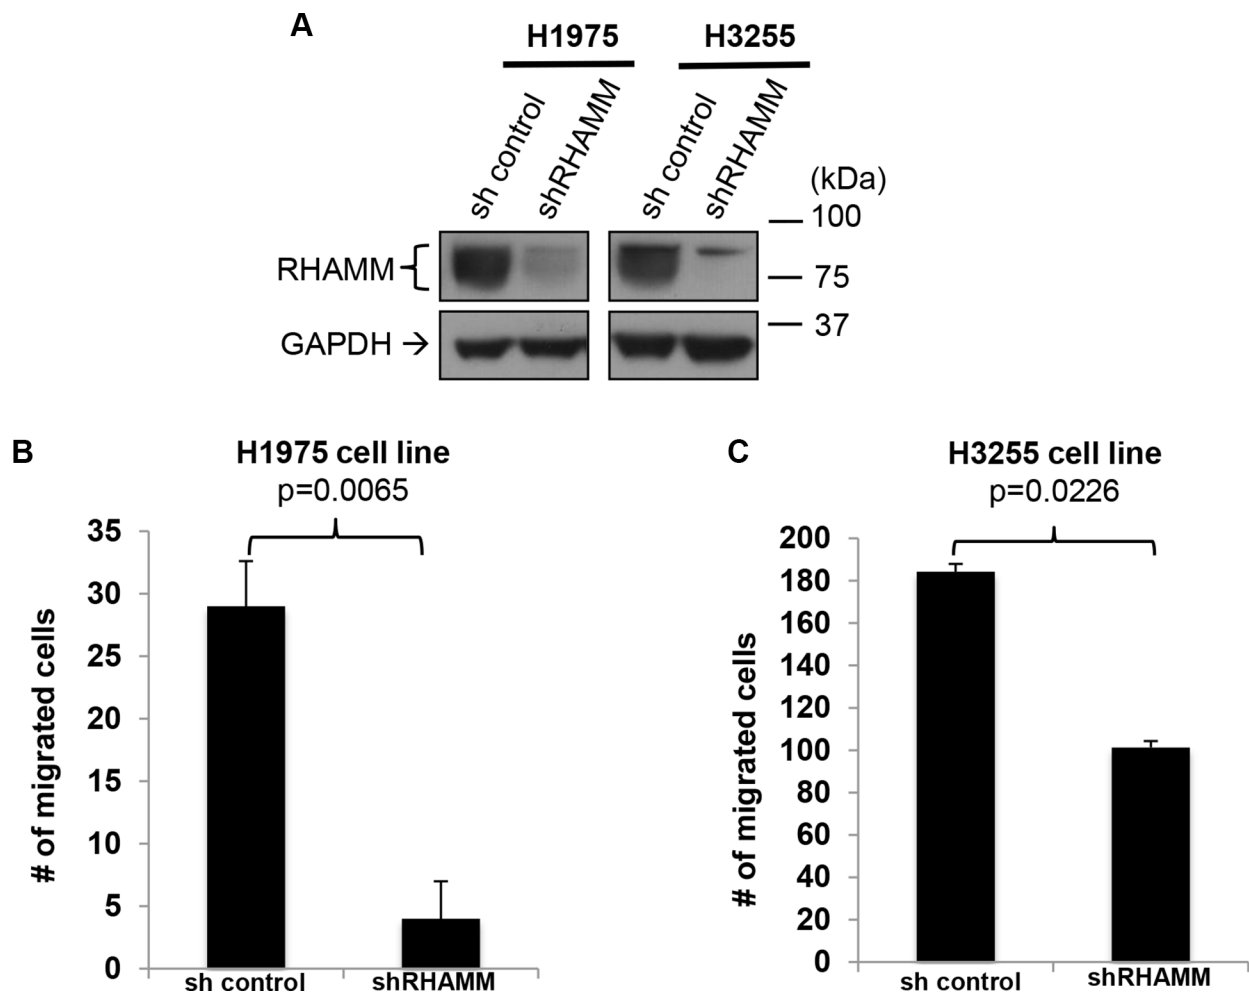 A
H1975 H3255
sh control shRHAMM sh control shRHAMM
(kDa)
100
RHAMM
75
37
GAPDH →
B
H1975 cell line
p=0.0065
# of migrated cells
35
30
25
20
15
10
5
0
sh control shRHAMM
C
H3255 cell line
p=0.0226
# of migrated cells
200
180
160
140
120
100
80
60
40
20
0
sh control shRHAMM